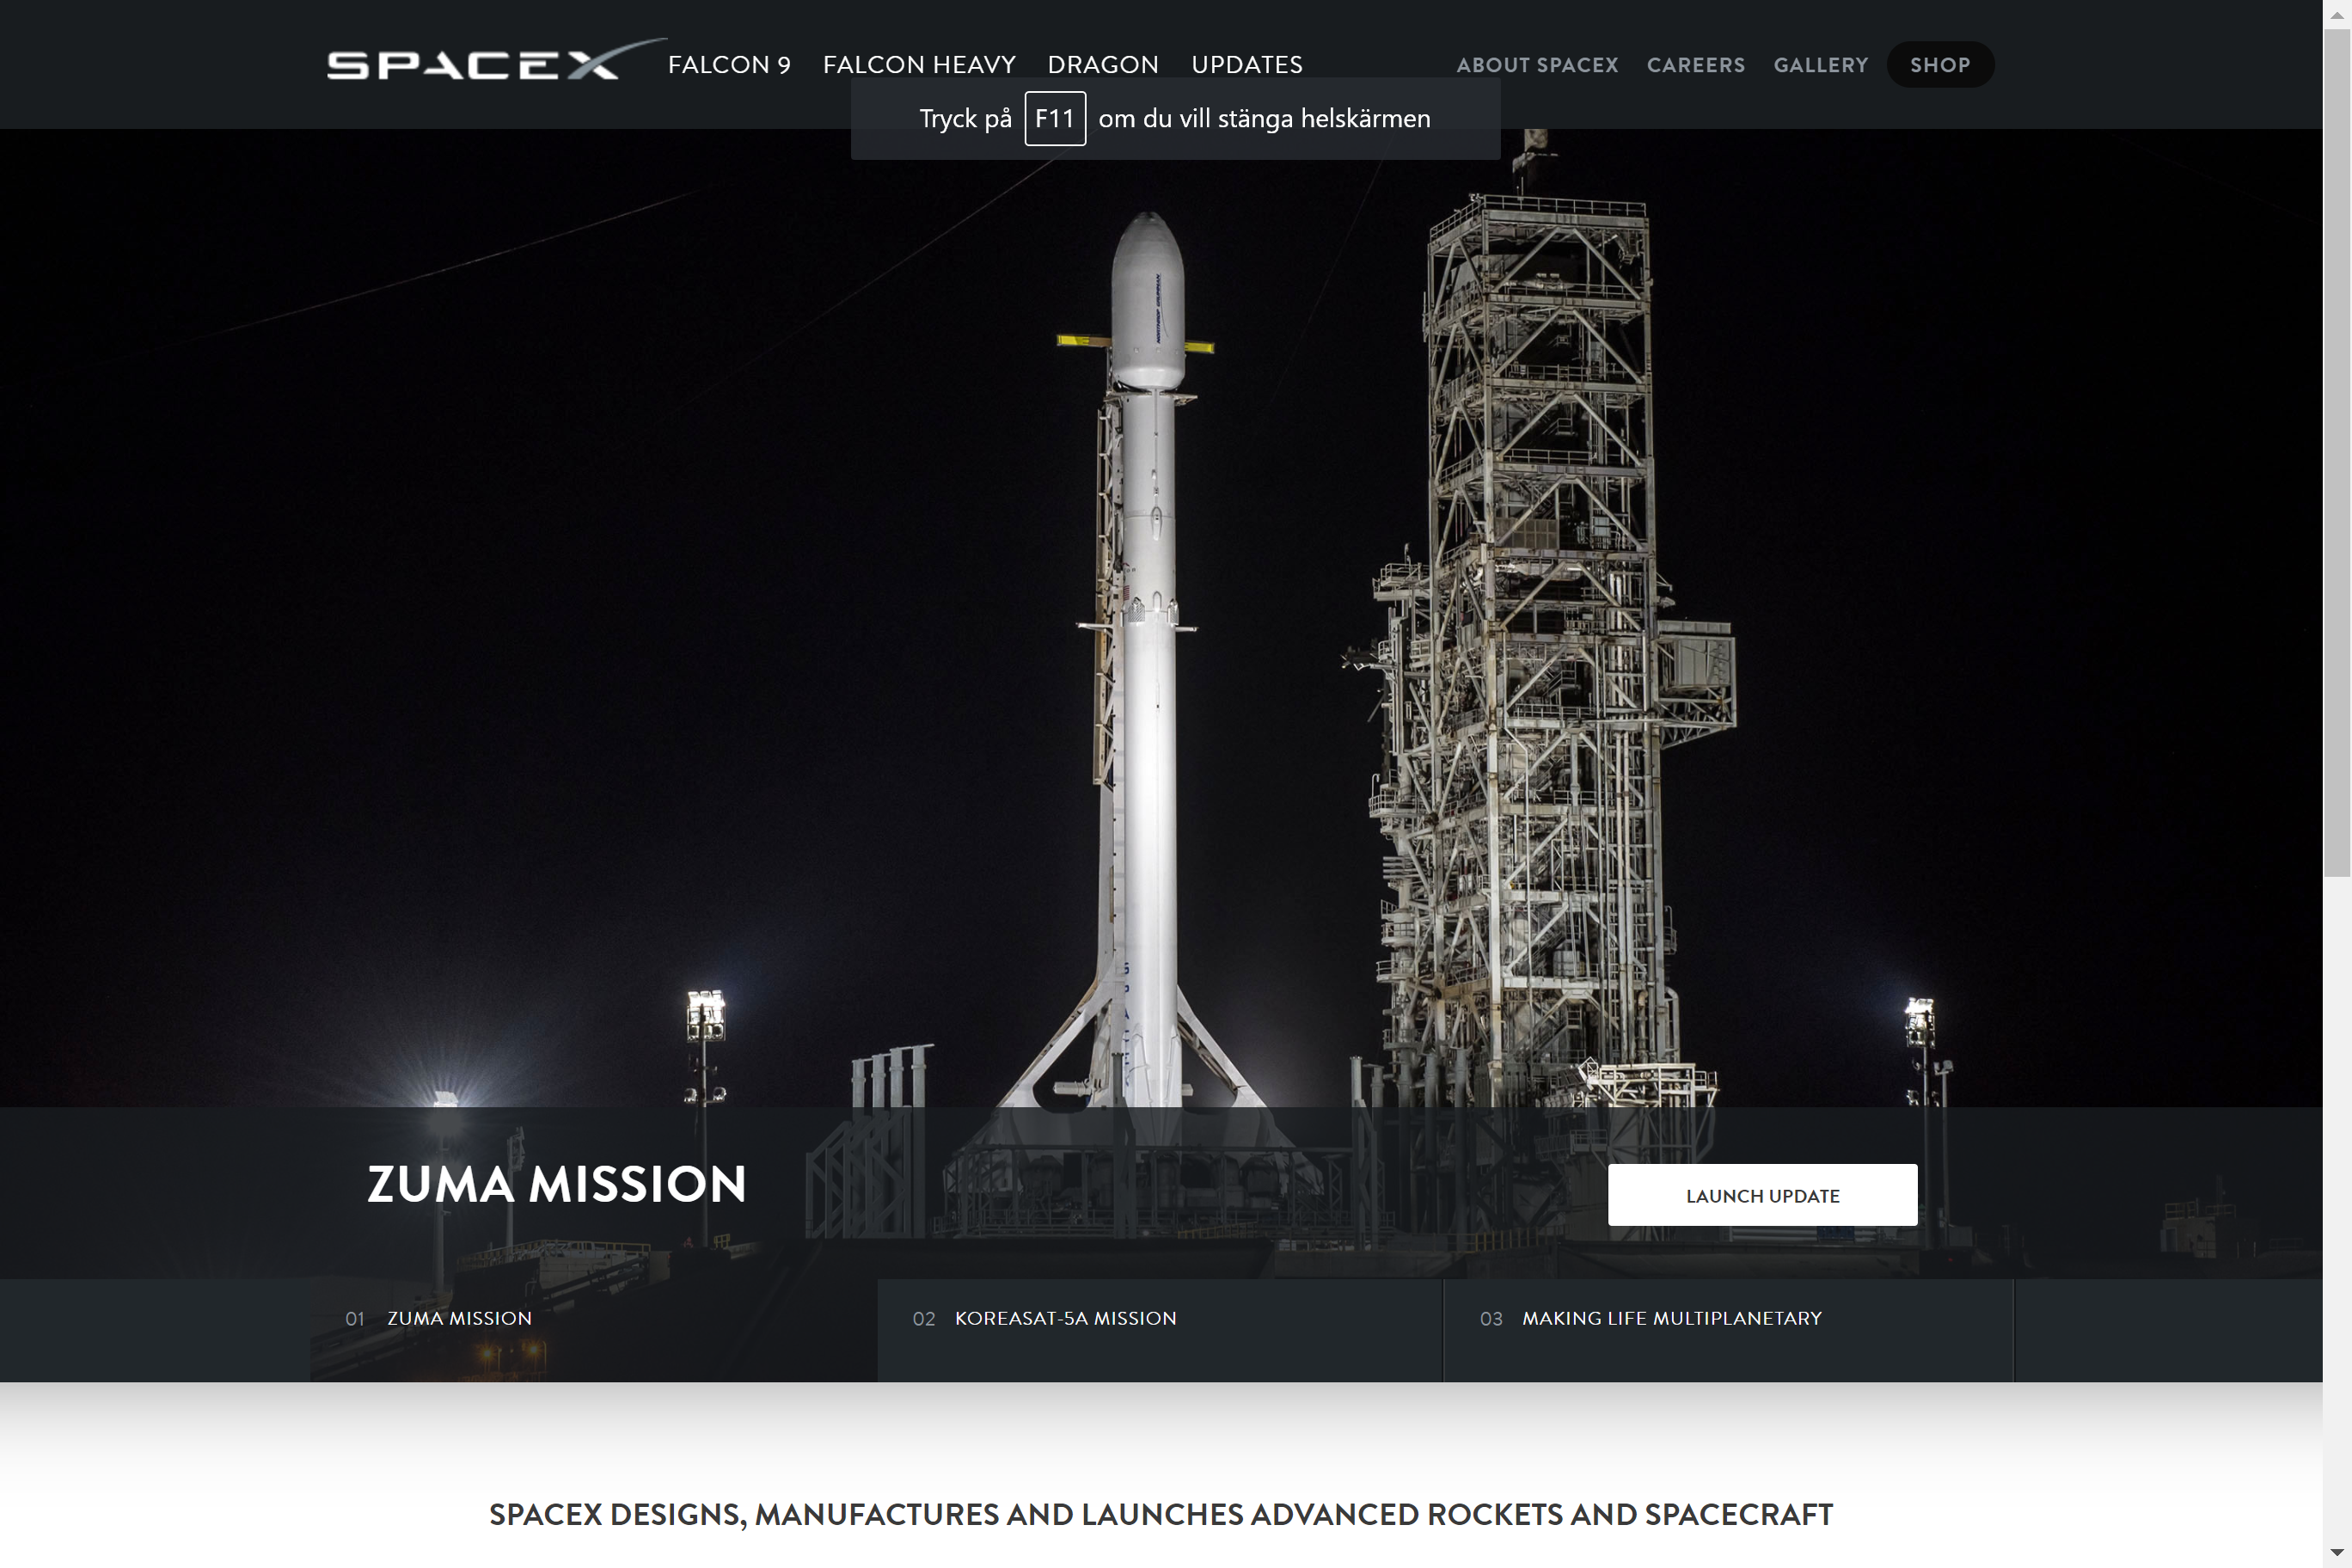 SPACEX FALCON 9 FALCON HEAVY DRAGON UPDATES ABOUT SPACEX CAREERS GALLERY SHOP
Tryck på F11 om du vill stänga helskärmen
NORTHROP GRUMMAN
ZUMA MISSION
LAUNCH UPDATE
01 ZUMA MISSION 02 KOREASAT-5A MISSION 03 MAKING LIFE MULTIPLANETARY
SPACEX DESIGNS, MANUFACTURES AND LAUNCHES ADVANCED ROCKETS AND SPACECRAFT